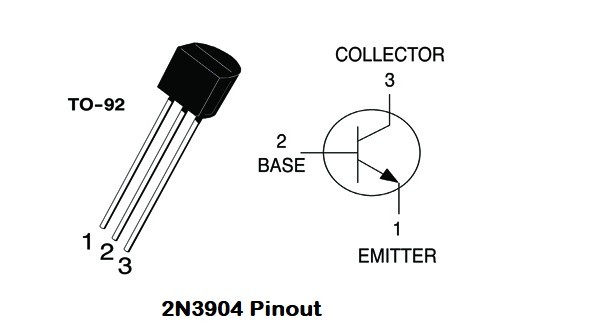 COLLECTOR
3
TO-92
2
BASE
1
2
3
1
EMITTER
2N3904 Pinout